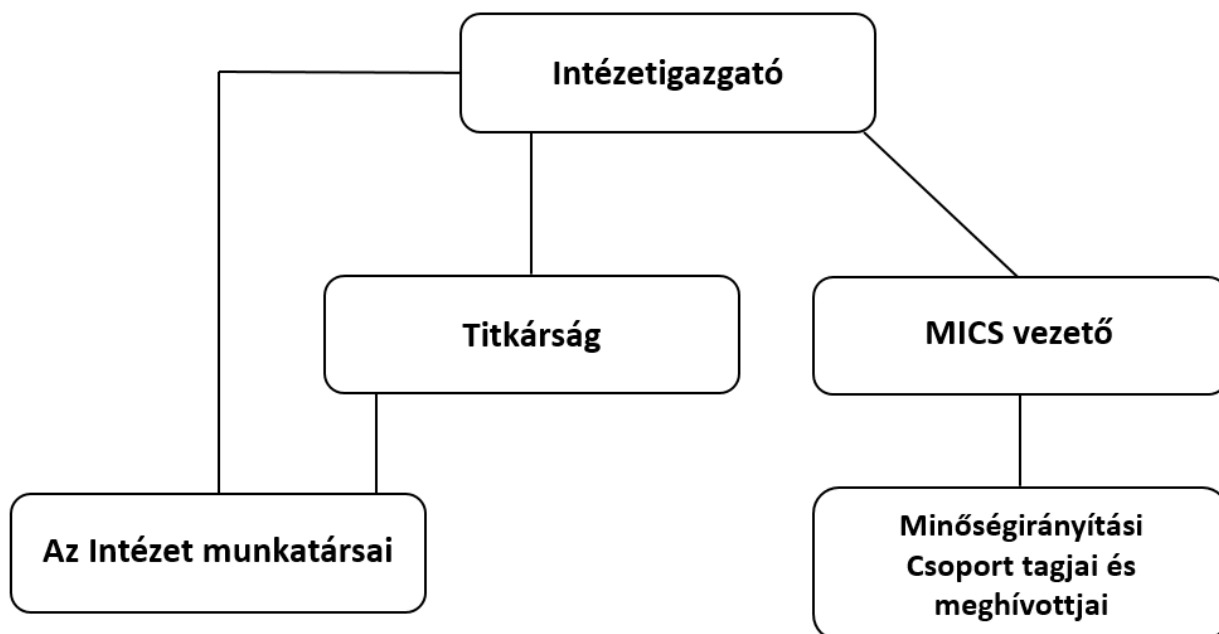 Intézetigazgató
Titkárság
MICS vezető
Az Intézet munkatársai
Minőségirányítási
Csoport tagjai és
meghívottjai